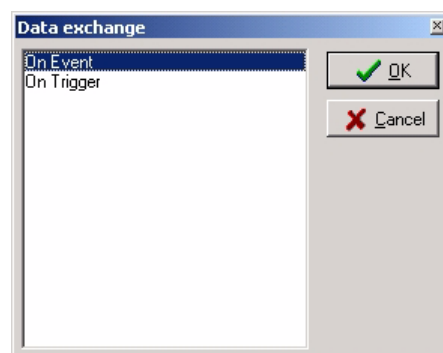 Data exchange
On Event
On Trigger
OK
Cancel